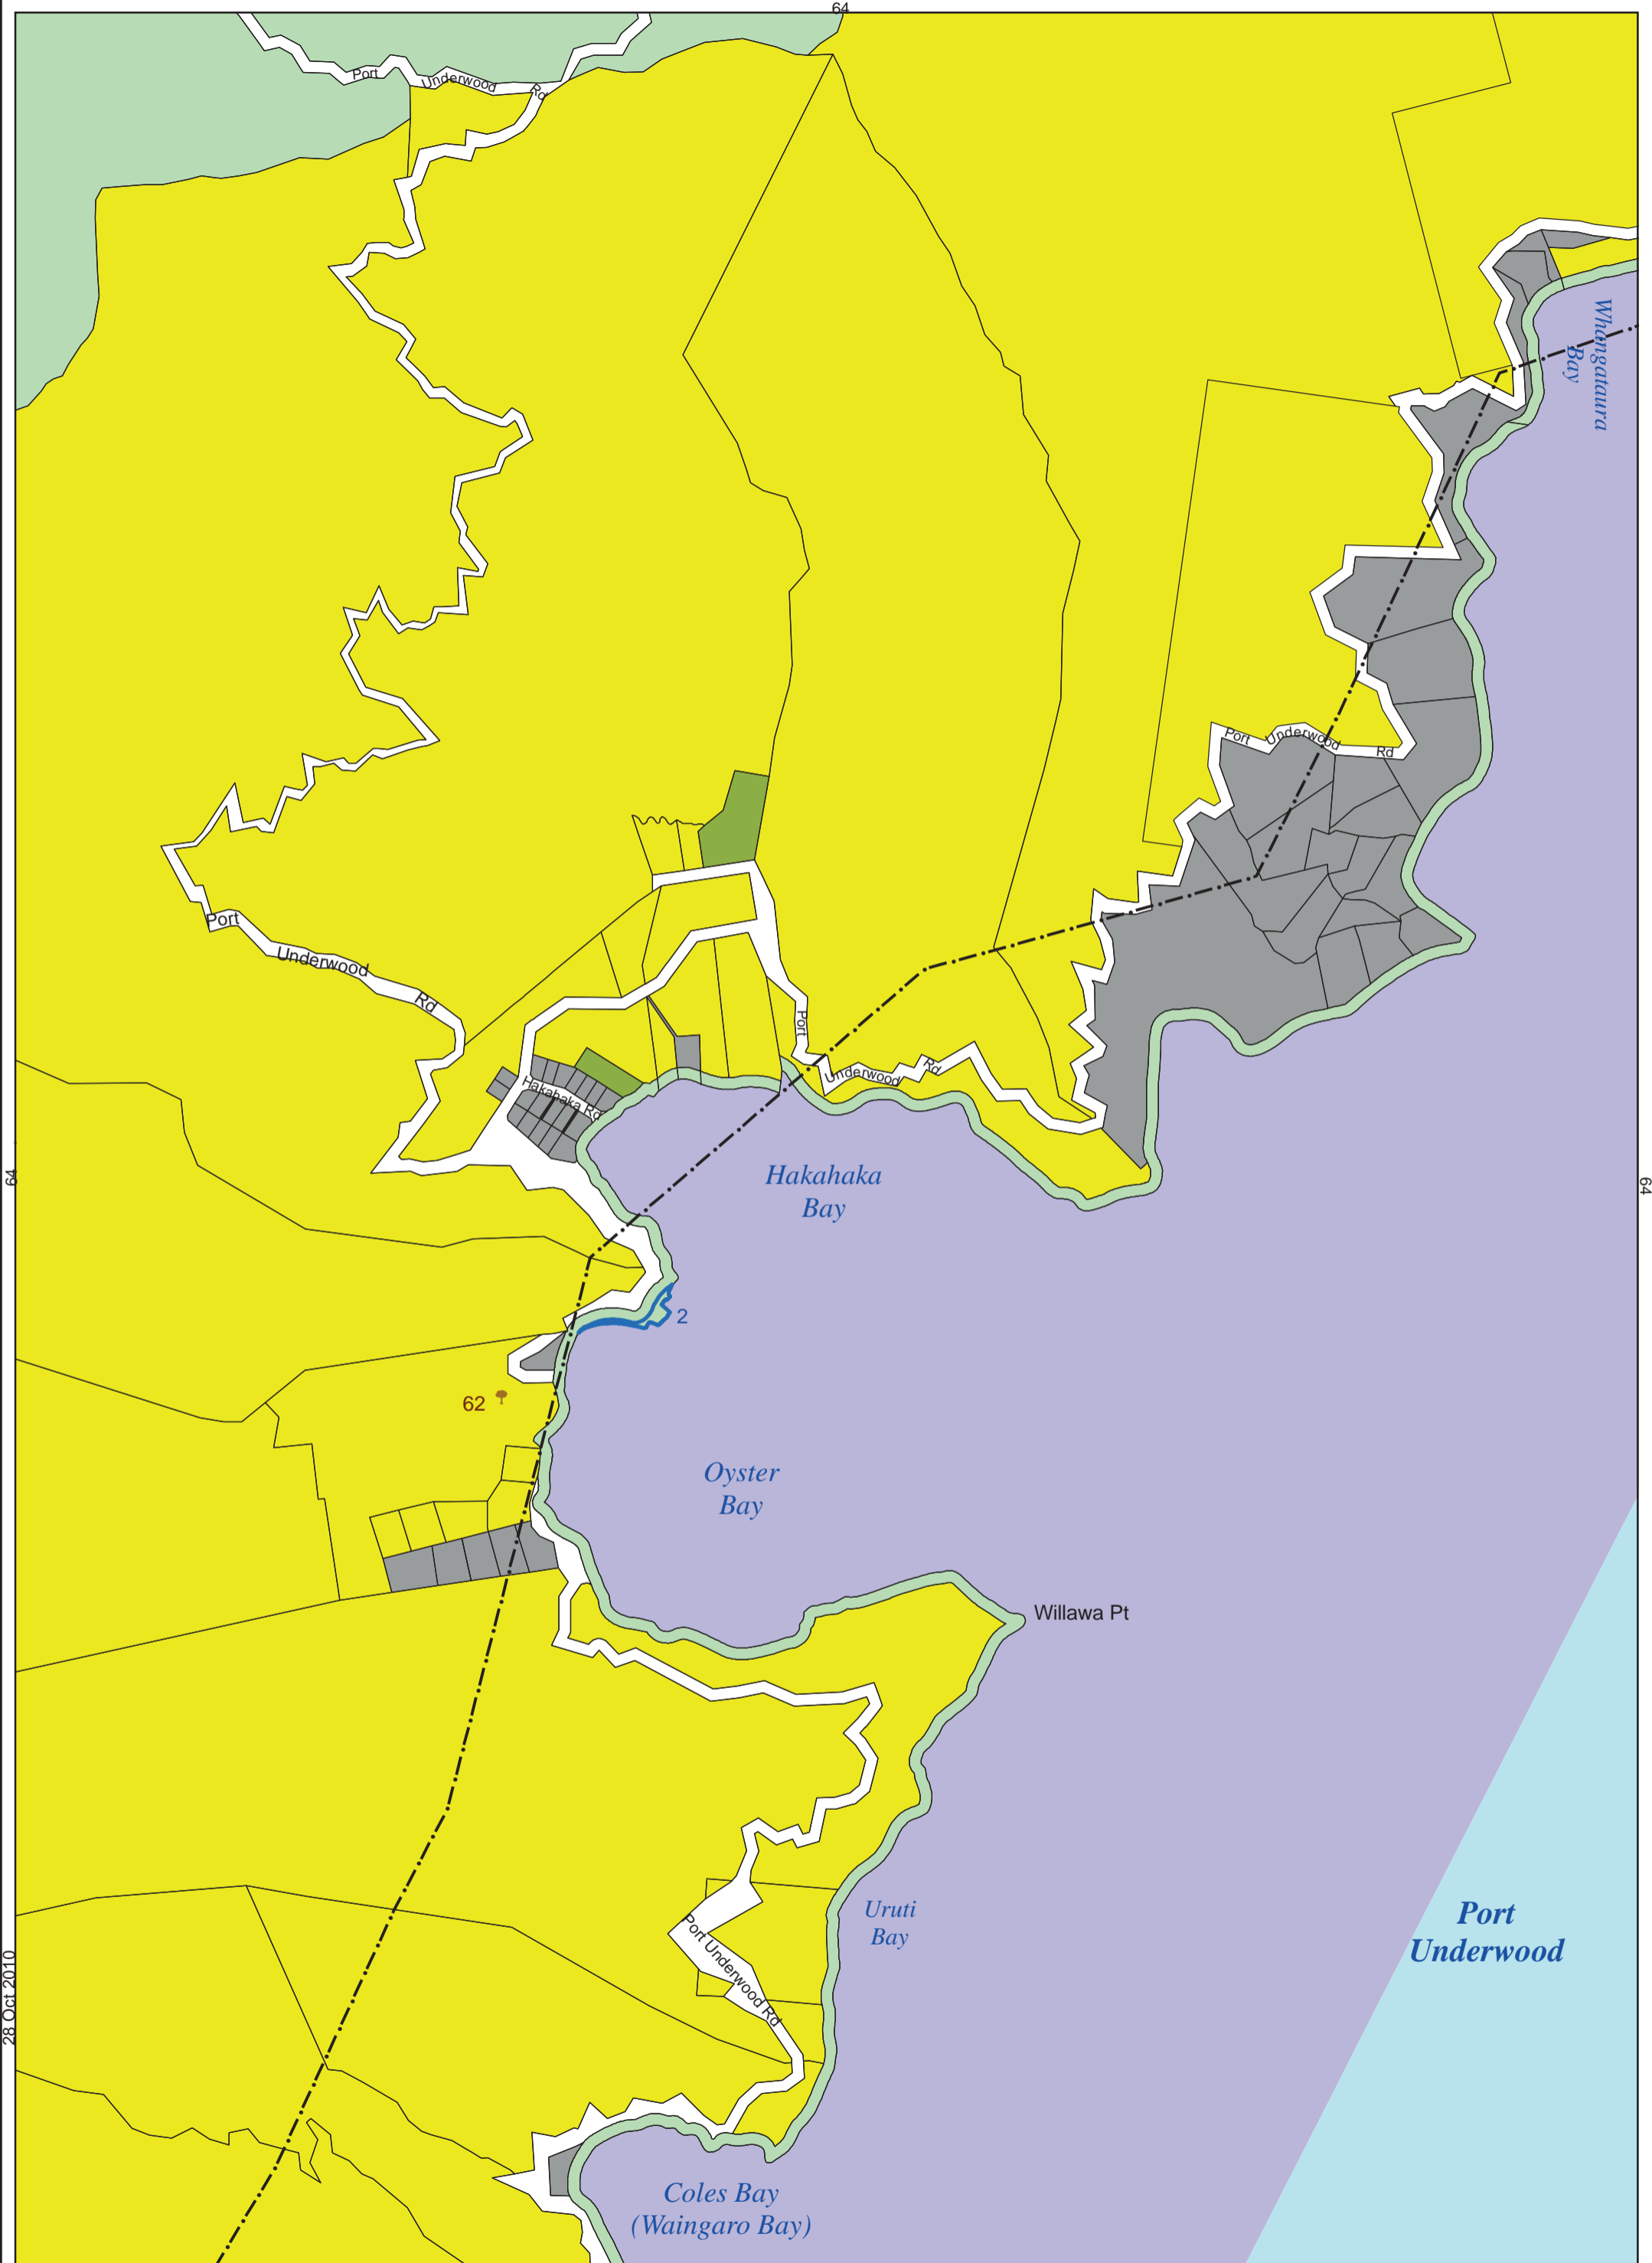 64
Port Underwood Rd
Whangataura
Bay
Port Underwood Rd
Port
Underwood
Rd
Port
Underwood Rd
Hakahaka Rd
64
64
Hakahaka
Bay
2
62
Oyster
Bay
Willawa Pt
Uruti
Bay
Port
Underwood
Port Underwood Rd
28 Oct 2010
Coles Bay
(Waingaro Bay)